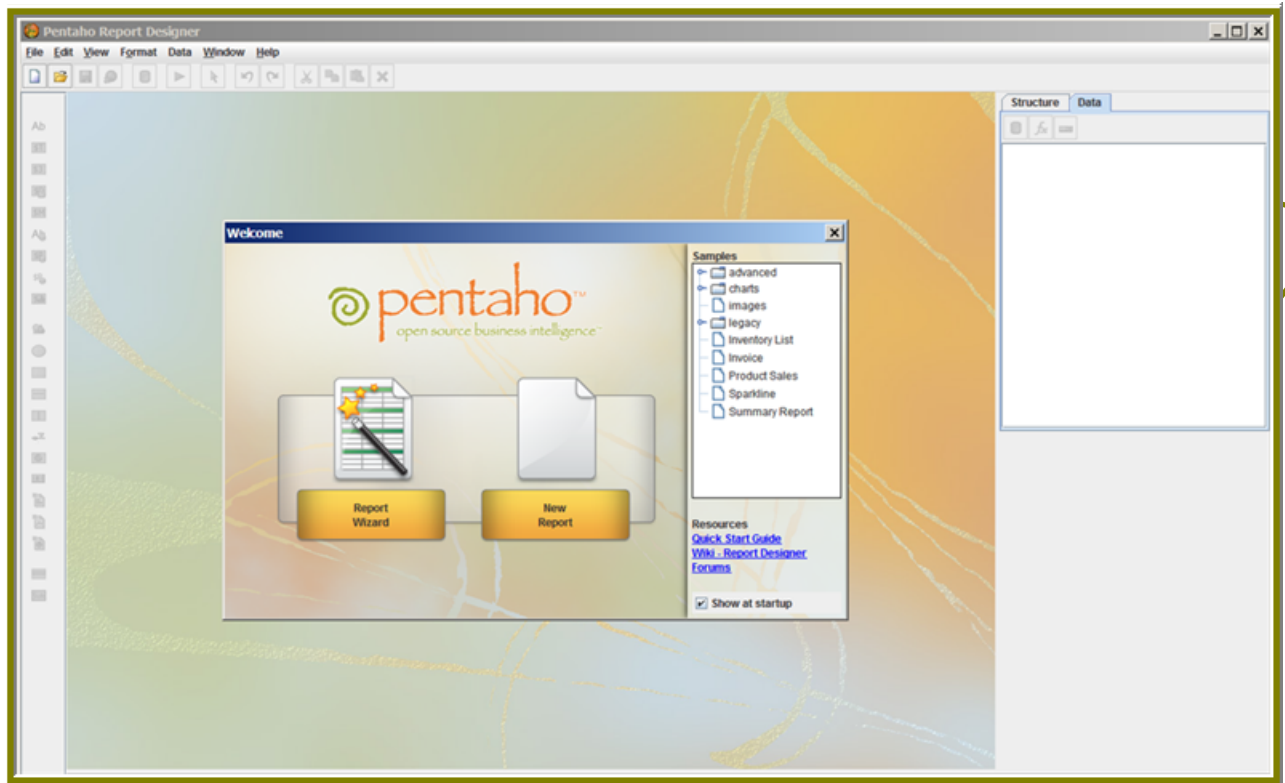 Pentaho Report Designer
File Edit View Format Data Window Help
Structure Data
Ab
Welcome
pentaho™
open source business intelligence™
Report
Wizard
New
Report
Samples
advanced
charts
images
legacy
Inventory List
Invoice
Product Sales
Sparkline
Summary Report
Resources
Quick Start Guide
Wiki - Report Designer
Forums
Show at startup